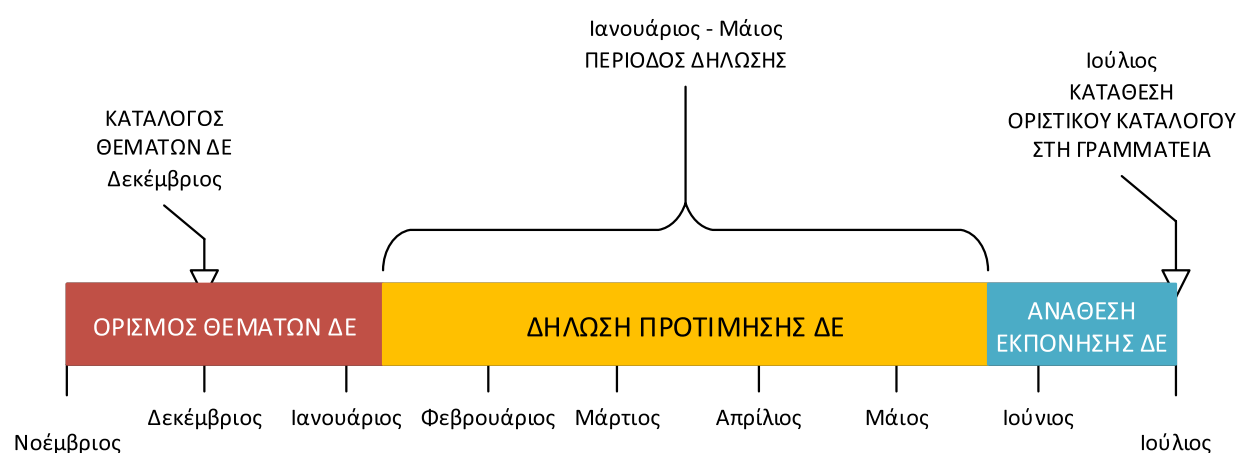 Ιανουάριος - Μάιος
ΠΕΡΙΟΔΟΣ ΔΗΛΩΣΗΣ
Ιούλιος
ΚΑΤΑΘΕΣΗ
ΟΡΙΣΤΙΚΟΥ ΚΑΤΑΛΟΓΟΥ
ΣΤΗ ΓΡΑΜΜΑΤΕΙΑ
ΚΑΤΑΛΟΓΟΣ
ΘΕΜΑΤΩΝ ΔΕ
Δεκέμβριος
ΟΡΙΣΜΟΣ ΘΕΜΑΤΩΝ ΔΕ
ΔΗΛΩΣΗ ΠΡΟΤΙΜΗΣΗΣ ΔΕ
ΑΝΑΘΕΣΗ
ΕΚΠΟΝΗΣΗΣ ΔΕ
Νοέμβριος
Δεκέμβριος
Ιανουάριος
Φεβρουάριος
Μάρτιος
Απρίλιος
Μάιος
Ιούνιος
Ιούλιος